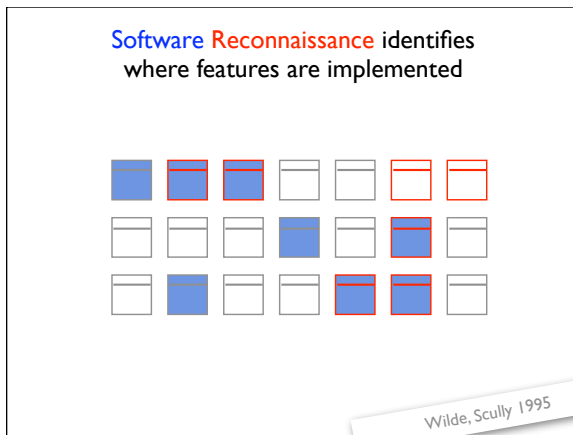 Software Reconnaissance identifies
where features are implemented
Wilde, Scully 1995